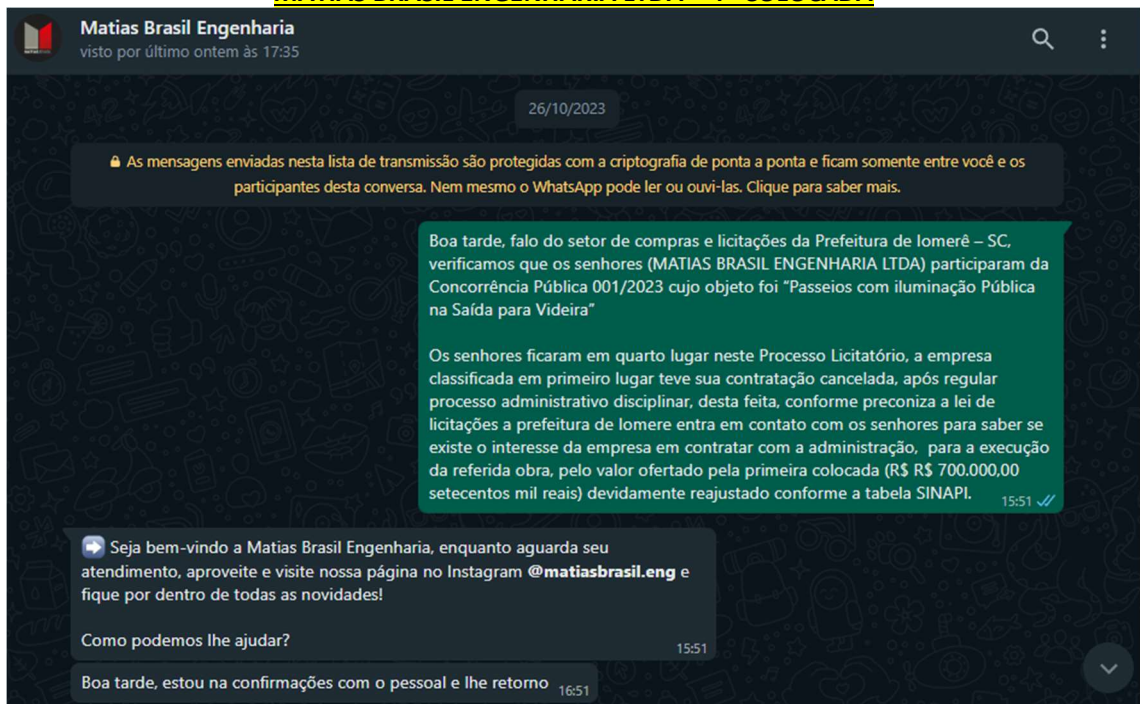 MATIAS BRASIL ENGENHARIA LTDA – 4ª COLOCADA
Matias Brasil Engenharia
visto por último ontem às 17:35
26/10/2023
As mensagens enviadas nesta lista de transmissão são protegidas com a criptografia de ponta a ponta e ficam somente entre você e os
participantes desta conversa. Nem mesmo o WhatsApp pode ler ou ouvi-las. Clique para saber mais.
Boa tarde, falo do setor de compras e licitações da Prefeitura de Iomerê – SC,
verificamos que os senhores (MATIAS BRASIL ENGENHARIA LTDA) participaram da
Concorrência Pública 001/2023 cujo objeto foi “Passeios com iluminação Pública
na Saída para Videira”
Os senhores ficaram em quarto lugar neste Processo Licitatório, a empresa
classificada em primeiro lugar teve sua contratação cancelada, após regular
processo administrativo disciplinar, desta feita, conforme preconiza a lei de
licitações a prefeitura de Iomere entra em contato com os senhores para saber se
existe o interesse da empresa em contratar com a administração, para a execução
da referida obra, pelo valor ofertado pela primeira colocada (R$ R$ 700.000,00
setecentos mil reais) devidamente reajustado conforme a tabela SINAPI. 15:51
➡️ Seja bem-vindo a Matias Brasil Engenharia, enquanto aguarda seu
atendimento, aproveite e visite nossa página no Instagram @matiasbrasil.eng e
fique por dentro de todas as novidades!
Como podemos lhe ajudar?
15:51
Boa tarde, estou na confirmações com o pessoal e lhe retorno 16:51